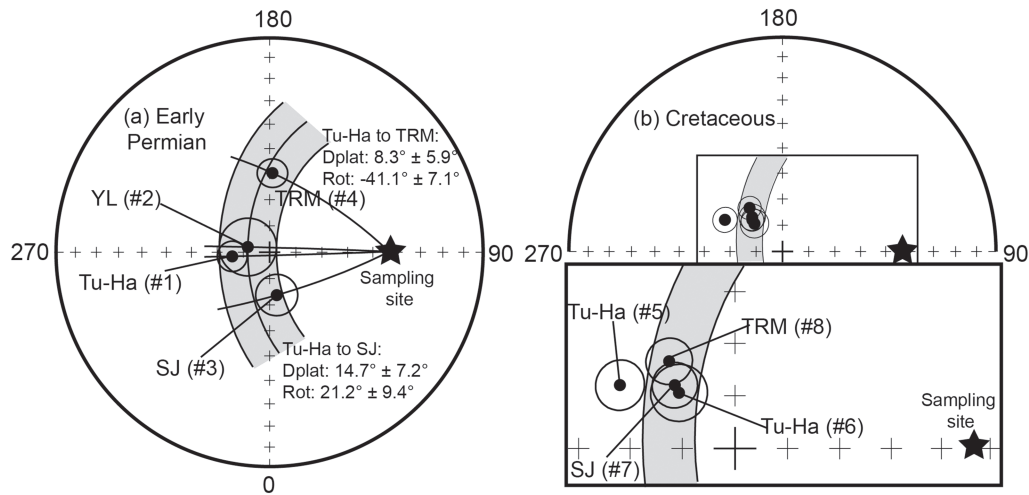 180
(a) Early
Permian
Tu-Ha to TRM:
Dplat: 8.3° ± 5.9°
Rot: -41.1° ± 7.1°
YL (#2)
TRM (#4)
270
90
Tu-Ha (#1)
Sampling
site
SJ (#3)
Tu-Ha to SJ:
Dplat: 14.7° ± 7.2°
Rot: 21.2° ± 9.4°
0
180
(b) Cretaceous
270
90
Tu-Ha (#5)
TRM (#8)
Sampling
site
Tu-Ha (#6)
SJ (#7)